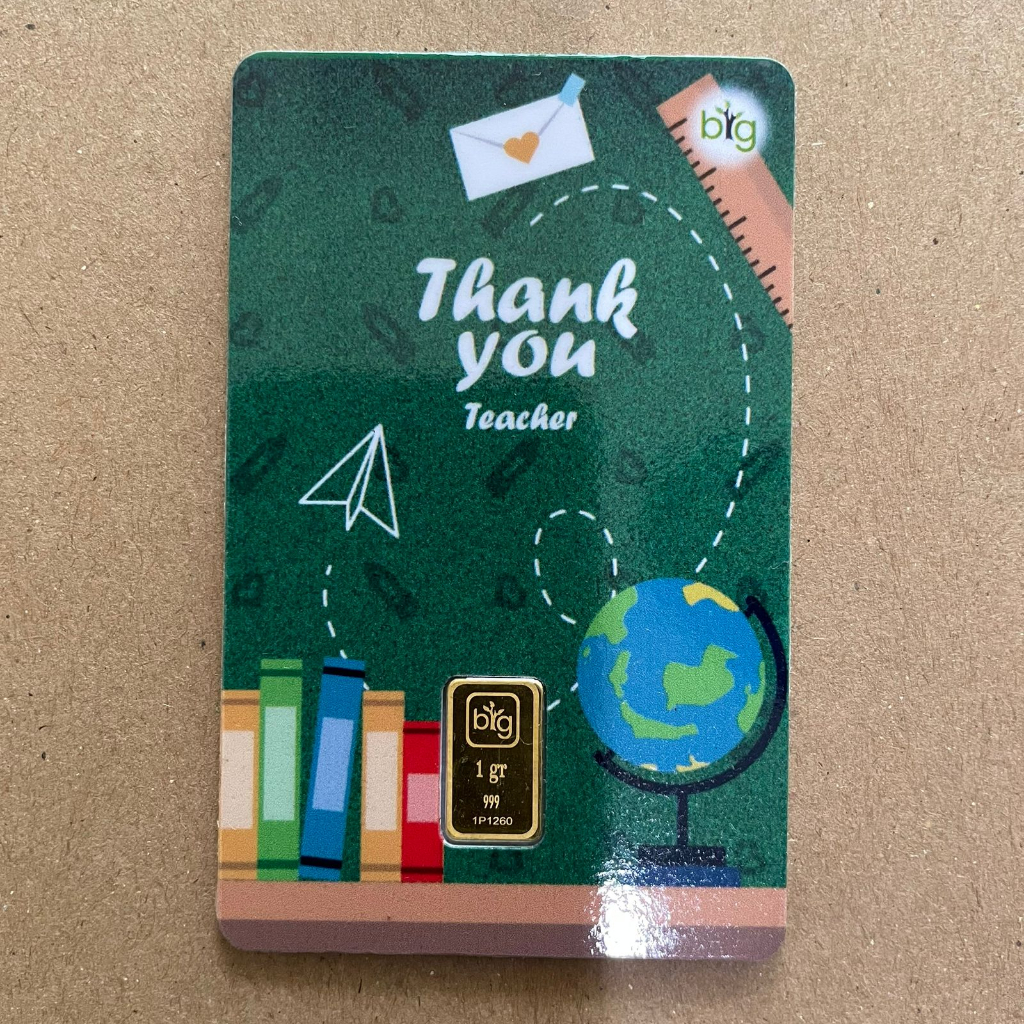 big
Thank
you
Teacher
big
1 gr
999
1P1260